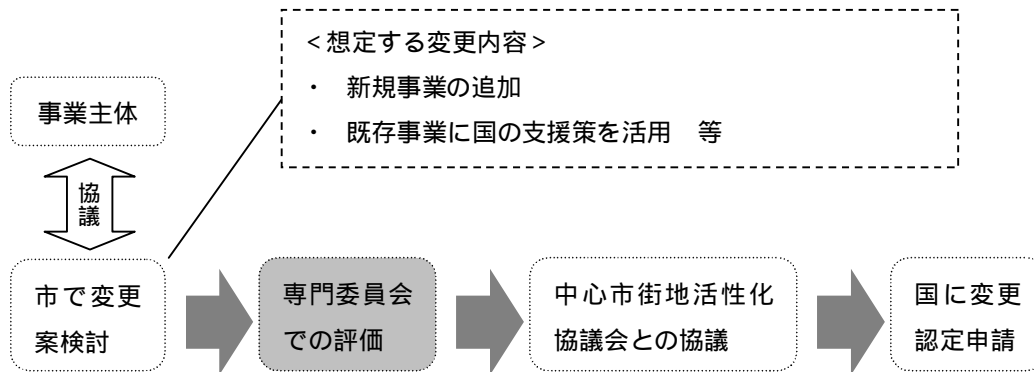 ＜想定する変更内容＞
・　新規事業の追加
・　既存事業に国の支援策を活用　等
事業主体
協
議
市で変更
案検討
専門委員会
での評価
中心市街地活性化
協議会との協議
国に変更
認定申請